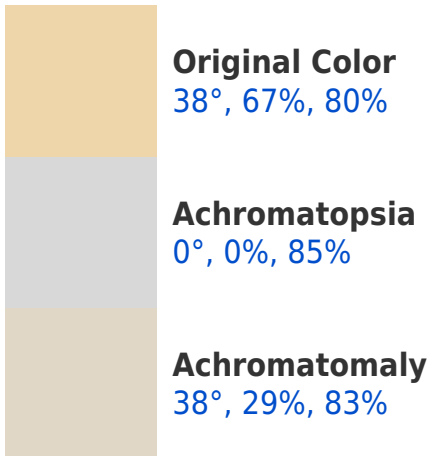 Original Color
38°, 67%, 80%
Achromatopsia
0°, 0%, 85%
Achromatomaly
38°, 29%, 83%